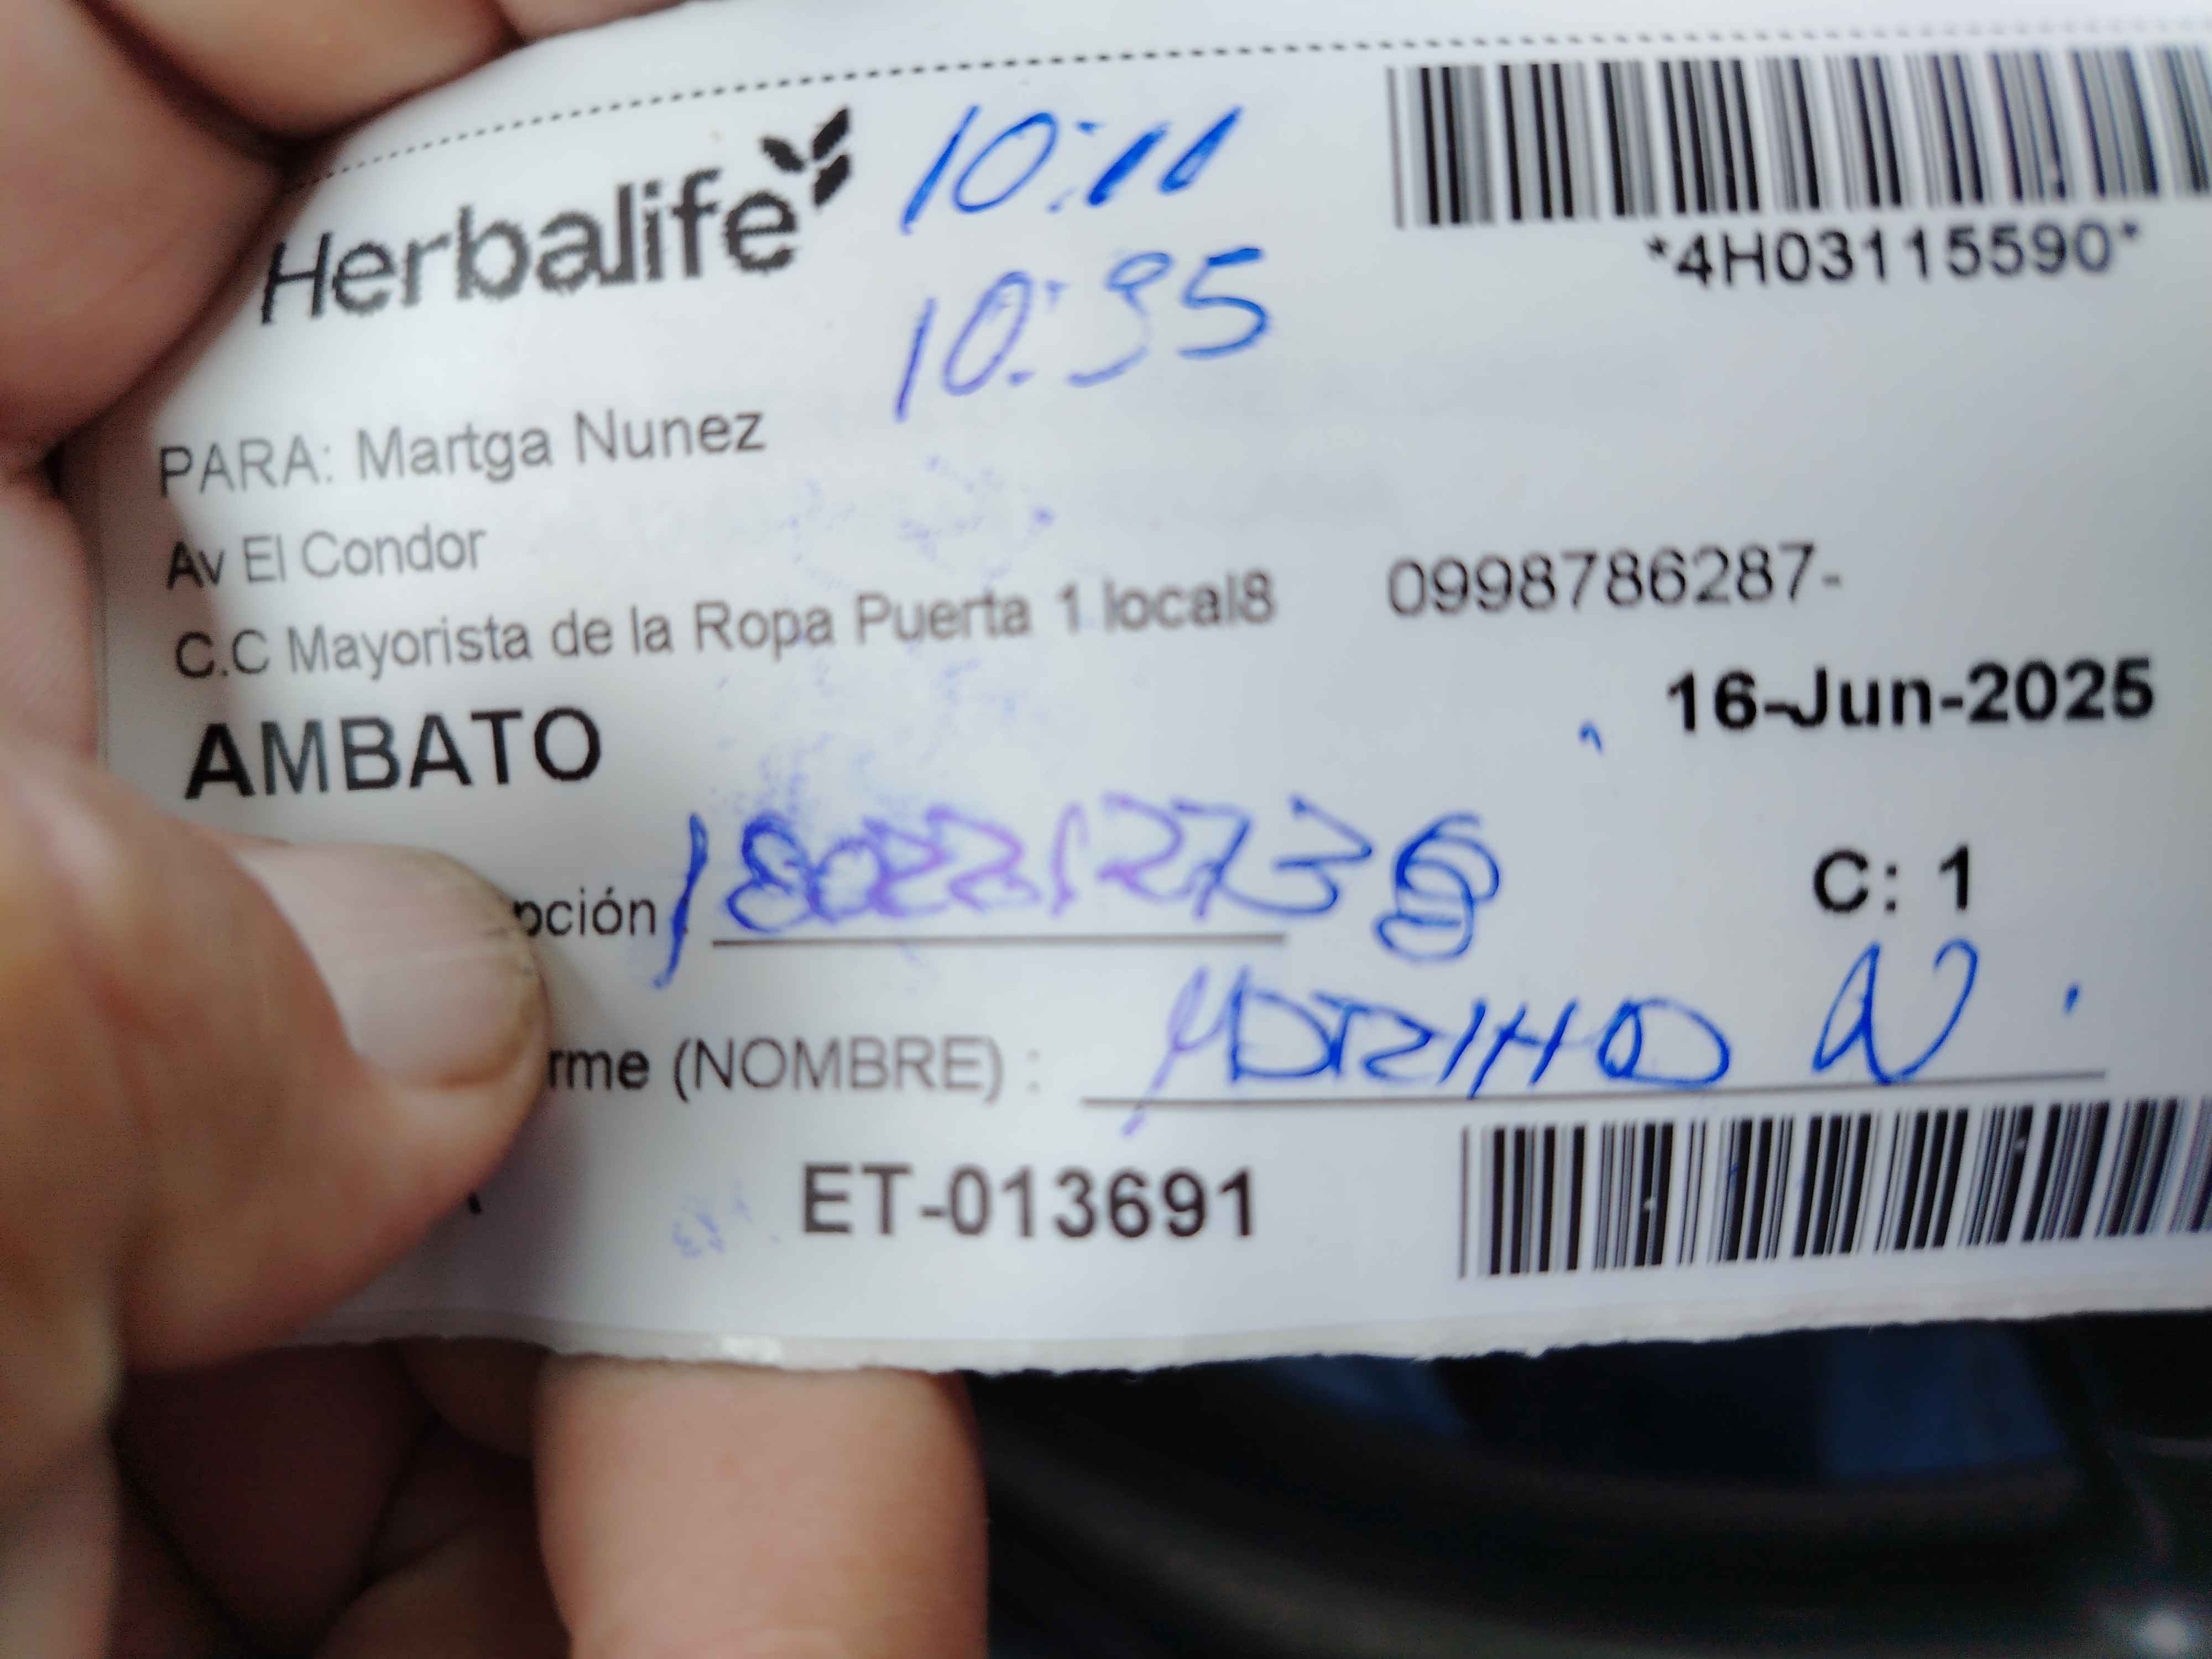 Herbalife
10:11
10:35
*4H03115590*
PARA: Martga Nunez
Av El Condor
C.C Mayorista de la Ropa Puerta 1 local8 0998786287-
AMBATO 16-Jun-2025
pción
C: 1
rme (NOMBRE) : N.
ET-013691